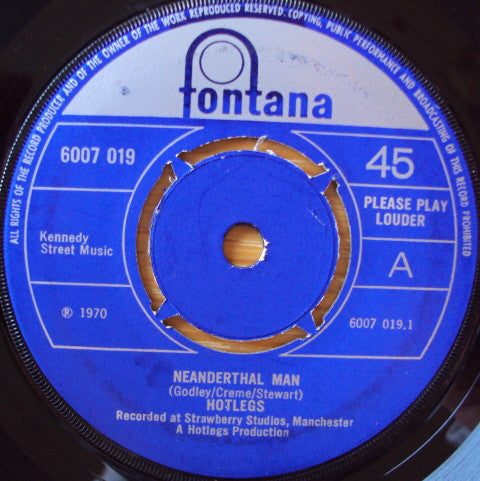 ALL RIGHTS OF THE RECORD PRODUCER AND OF THE OWNER OF THE WORK REPRODUCED RESERVED. COPYING, PUBLIC PERFORMANCE AND BROADCASTING OF THIS RECORD PROHIBITED
fontana
6007 019
45
PLEASE PLAY
LOUDER
Kennedy
Street Music
A
℗ 1970
6007 019.1
NEANDERTHAL MAN
(Godley/Creme/Stewart)
HOTLEGS
Recorded at Strawberry Studios, Manchester
A Hotlegs Production